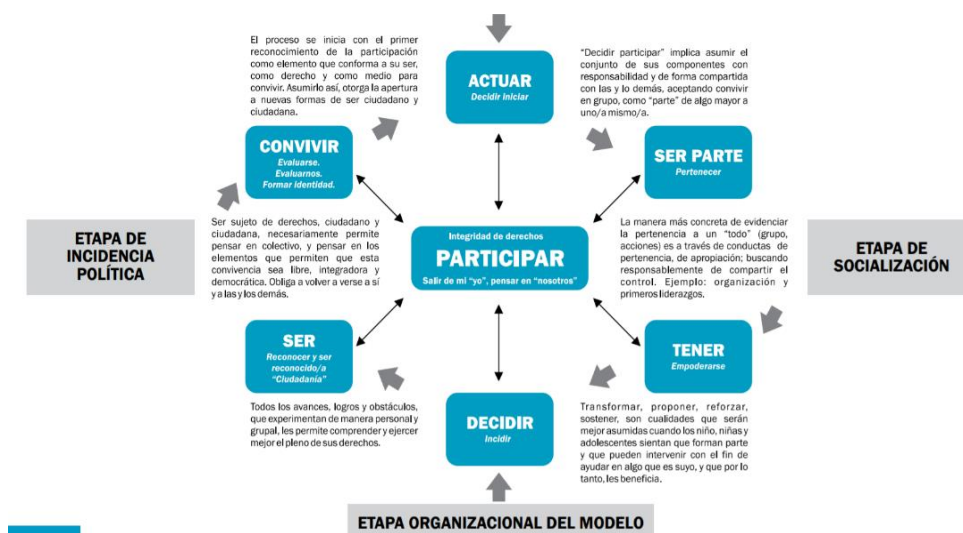 El proceso se inicia con el primer
reconocimiento de la participación
como elemento que conforma a su ser,
como derecho y como medio para
convivir. Asumirlo así, otorga la apertura
a nuevas formas de ser ciudadano y
ciudadana.
ACTUAR
Decidir iniciar
“Decidir participar” implica asumir el
conjunto de sus componentes con
responsabilidad y de forma compartida
con las y lo demás, aceptando convivir
en grupo, como “parte” de algo mayor a
uno/a mismo/a.
CONVIVIR
Evaluarse.
Evaluarnos.
Formar identidad.
SER PARTE
Pertenecer
ETAPA DE
INCIDENCIA
POLÍTICA
Ser sujeto de derechos, ciudadano y
ciudadana, necesariamente permite
pensar en colectivo, y pensar en los
elementos que permiten que esta
convivencia sea libre, integradora y
democrática. Obliga a volver a verse a sí
y a las y los demás.
Integridad de derechos
PARTICIPAR
Salir de mi “yo”, pensar en “nosotros”
La manera más concreta de evidenciar
la pertenencia a un “todo” (grupo,
acciones) es a través de conductas de
pertenencia, de apropiación; buscando
responsablemente de compartir el
control. Ejemplo: organización y
primeros liderazgos.
ETAPA DE
SOCIALIZACIÓN
SER
Reconocer y ser
reconocido/a
“Ciudadanía”
TENER
Empoderarse
Todos los avances, logros y obstáculos,
que experimentan de manera personal y
grupal, les permite comprender y ejercer
mejor el pleno de sus derechos.
DECIDIR
Incidir
Transformar, proponer, reforzar,
sostener, son cualidades que serán
mejor asumidas cuando los niño, niñas y
adolescentes sientan que forman parte
y que pueden intervenir con el fin de
ayudar en algo que es suyo, y que por lo
tanto, les beneficia.
ETAPA ORGANIZACIONAL DEL MODELO